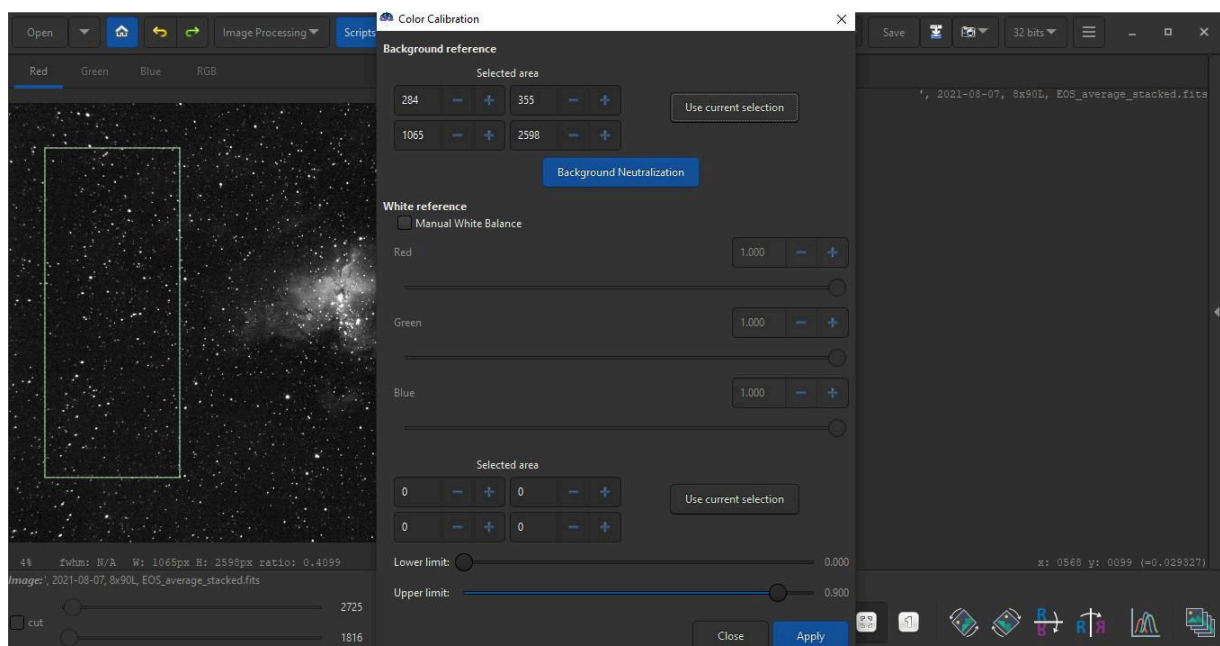 Color Calibration
Open
Image Processing
Scripts
Save
32 bits
Red Green Blue RGB
', 2021-08-07, 8x90L, EOS_average_stacked.fits
Background reference
Selected area
284 − + 355 − +
Use current selection
1065 − + 2598 − +
Background Neutralization
White reference
Manual White Balance
Red 1.000 − +
Green 1.000 − +
Blue 1.000 − +
Selected area
0 − + 0 − +
Use current selection
0 − + 0 − +
Lower limit: 0.000
Upper limit: 0.900
Close Apply
4% fwhm: N/A W: 1065px H: 2598px ratio: 0.4099
x: 0568 y: 0099 (=0.029327)
Image: ', 2021-08-07, 8x90L, EOS_average_stacked.fits
2725
cut
1816
1
R R
R R